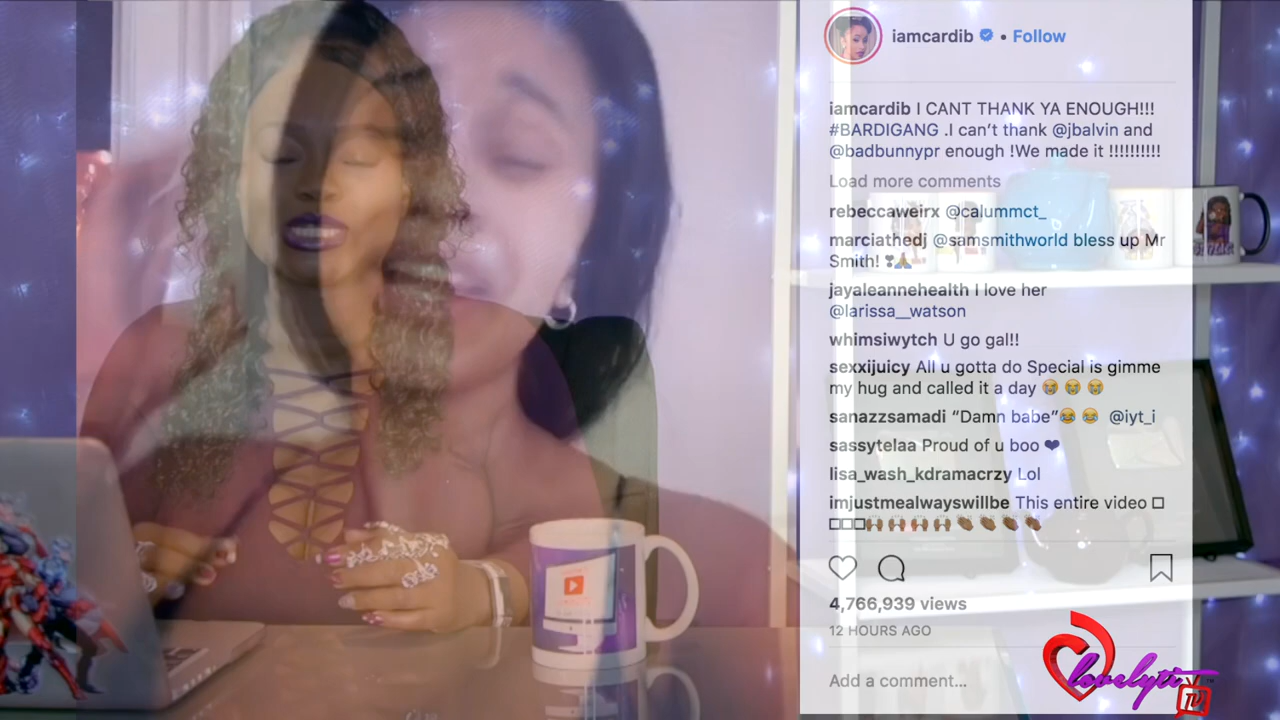 iamcardib • Follow
iamcardib I CANT THANK YA ENOUGH!!!
#BARDIGANG .I can't thank @jbalvin and
@badbunnypr enough !We made it !!!!!!!!!!
Load more comments
rebeccaweirx @calummct_
marciathedj @samsmithworld bless up Mr
Smith! ❣🙏🏾
jayaleannehealth I love her
@larissa__watson
whimsiwytch U go gal!!
sexxijuicy All u gotta do Special is gimme
my hug and called it a day 😭 😭 😭
sanazzsamadi “Damn babe”😂 😂 @iyt_i
sassytelaa Proud of u boo ❤
lisa_wash_kdramacrzy Lol
imjustmealwayswillbe This entire video □
□□□🙌🏾🙌🏾🙌🏾🙌🏾👏🏾👏🏾👏🏾👏🏾
4,766,939 views
12 HOURS AGO
Add a comment...
lovelyti
TV